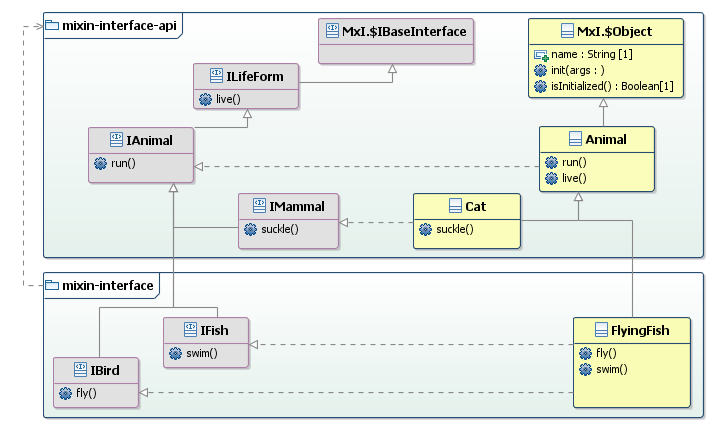 mixin-interface-api
MxI.$IBaseInterface
MxI.$Object
name : String [1]
init(args : )
isInitialized() : Boolean[1]
ILifeForm
live()
IAnimal
run()
Animal
run()
live()
IMammal
suckle()
Cat
suckle()
mixin-interface
IFish
swim()
FlyingFish
fly()
swim()
IBird
fly()